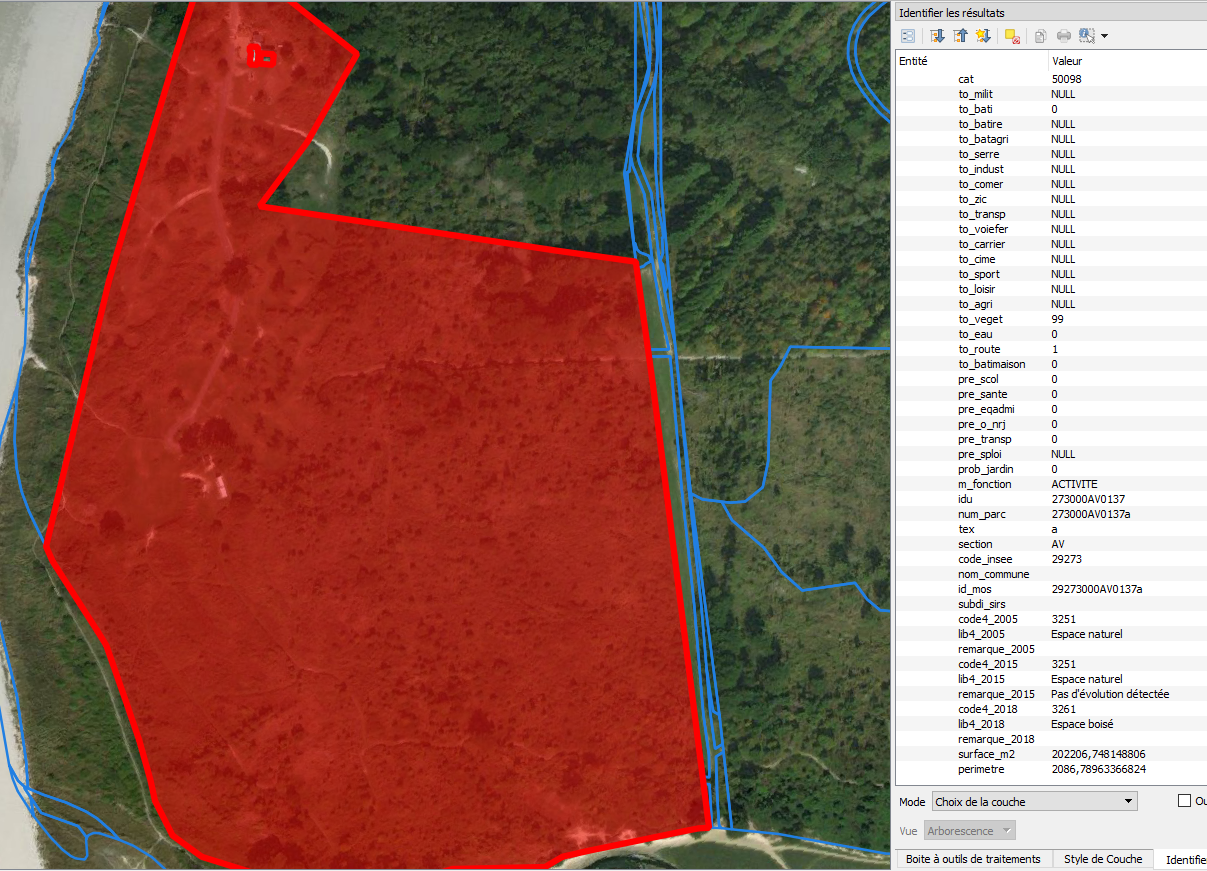 Identifier les résultats
Entité Valeur
cat 50098
to_milit NULL
to_bati 0
to_batire NULL
to_batagri NULL
to_serre NULL
to_indust NULL
to_comer NULL
to_zic NULL
to_transp NULL
to_voiefer NULL
to_carrier NULL
to_cime NULL
to_sport NULL
to_loisir NULL
to_agri NULL
to_veget 99
to_eau 0
to_route 1
to_batimaison 0
pre_scol 0
pre_sante 0
pre_eqadmi 0
pre_o_nrj 0
pre_transp 0
pre_sploi NULL
prob_jardin 0
m_fonction ACTIVITE
idu 273000AV0137
num_parc 273000AV0137a
tex a
section AV
code_insee 29273
nom_commune
id_mos 29273000AV0137a
subdi_sirs
code4_2005 3251
lib4_2005 Espace naturel
remarque_2005
code4_2015 3251
lib4_2015 Espace naturel
remarque_2015 Pas d'évolution détectée
code4_2018 3261
lib4_2018 Espace boisé
remarque_2018
surface_m2 202206,748148806
perimetre 2086,78963366824
Mode Choix de la couche Ou
Vue Arborescence
Boite à outils de traitements Style de Couche Identifie